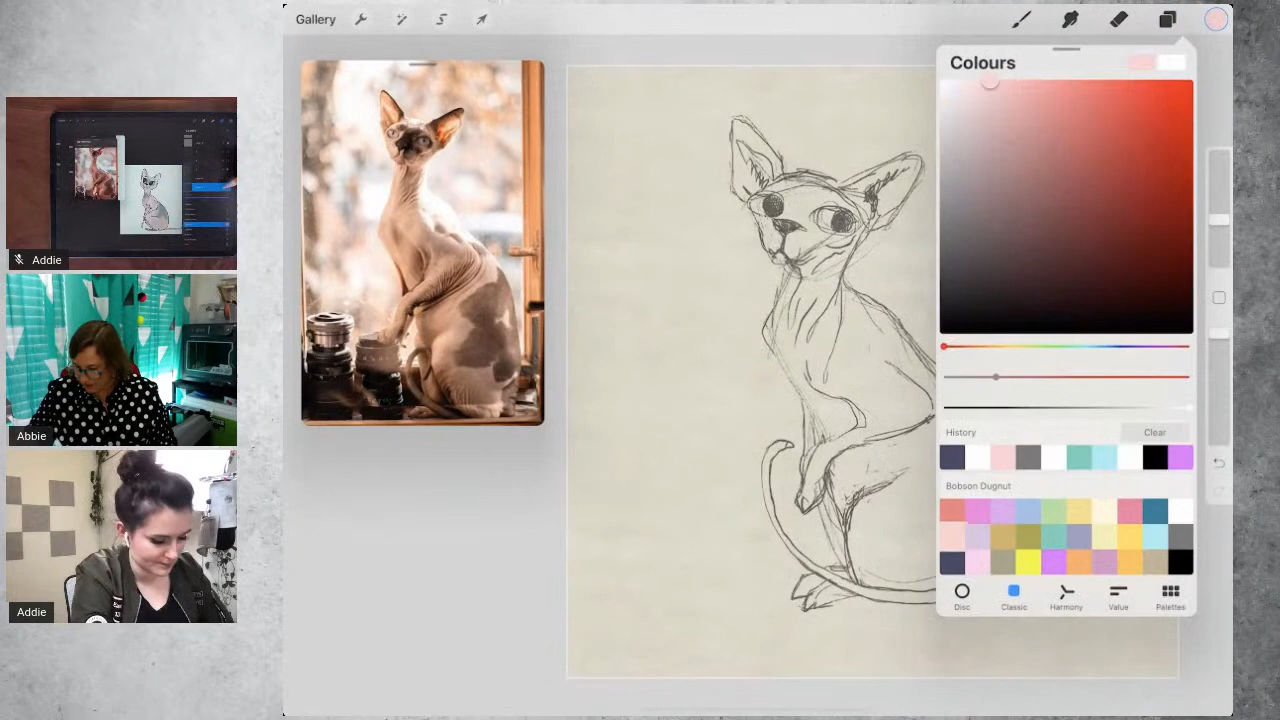 Gallery
Colours
Addie
Abbie
Addie
History
Clear
Bobson Dugnut
Disc
Classic
Harmony
Value
Palettes